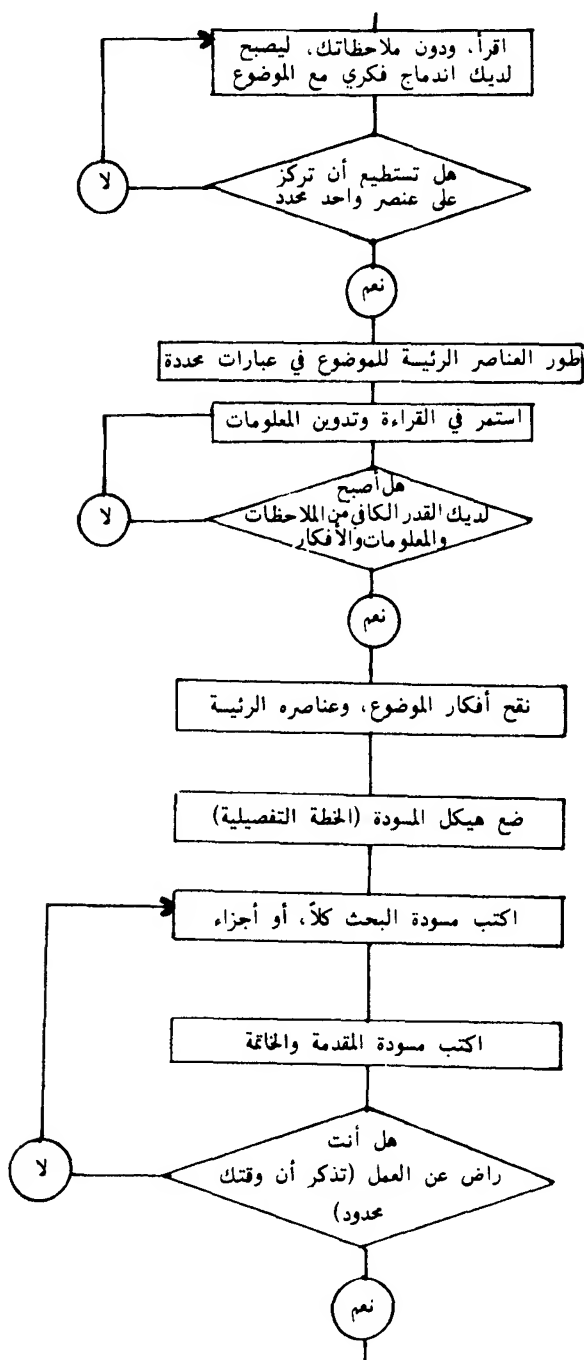 اقرأ، ودون ملاحظاتك، ليصبح
لديك اندماج فكري مع الموضوع
هل تستطيع أن تركز
على عنصر واحد محدد
لا
نعم
طور العناصر الرئيسة للموضوع في عبارات محددة
استمر في القراءة وتدوين المعلومات
هل أصبح
لديك القدر الكافي من الملاحظات
والمعلومات والأفكار
لا
نعم
نقح أفكار الموضوع، وعناصره الرئيسة
ضع هيكل المسودة (الخطة التفصيلية)
اكتب مسودة البحث كلاً، أو أجزاء
اكتب مسودة المقدمة والخاتمة
هل أنت
راض عن العمل (تذكر أن وقتك
محدود)
لا
نعم